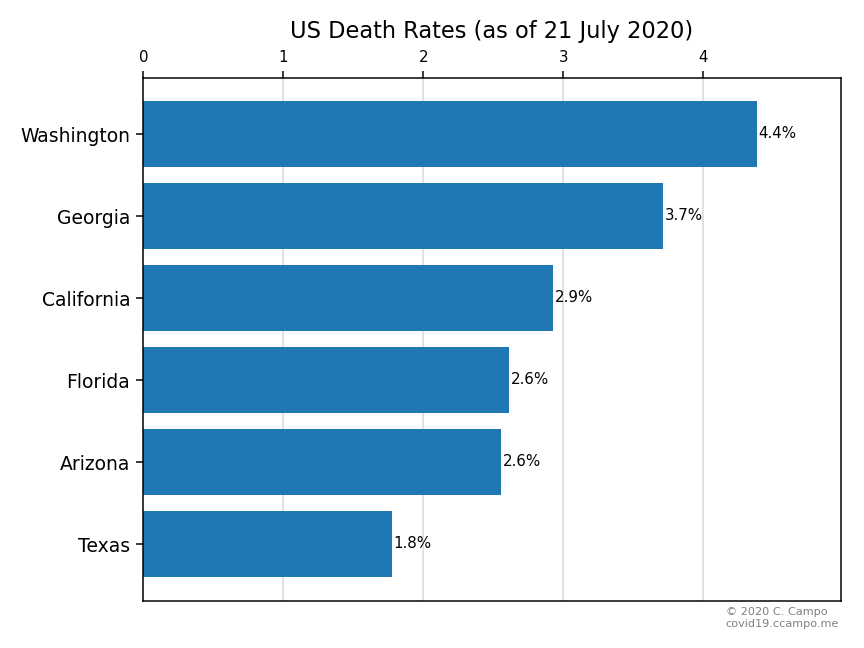 US Death Rates (as of 21 July 2020)
0 1 2 3 4
Washington 4.4%
Georgia 3.7%
California 2.9%
Florida 2.6%
Arizona 2.6%
Texas 1.8%
© 2020 C. Campo
covid19.ccampo.me